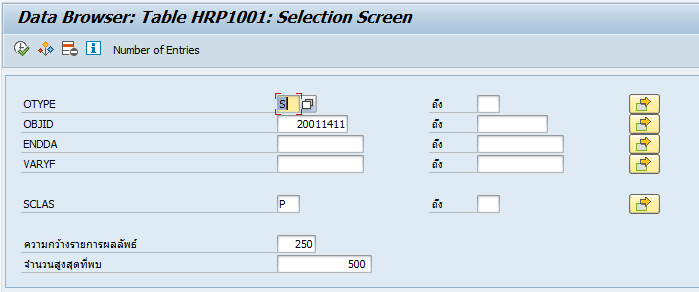 Data Browser: Table HRP1001: Selection Screen
Number of Entries
OTYPE S ถึง
OBJID 20011411 ถึง
ENDDA ถึง
VARYF ถึง
SCLAS P ถึง
ความกว้างรายการผลลัพธ์ 250
จำนวนสูงสุดที่พบ 500